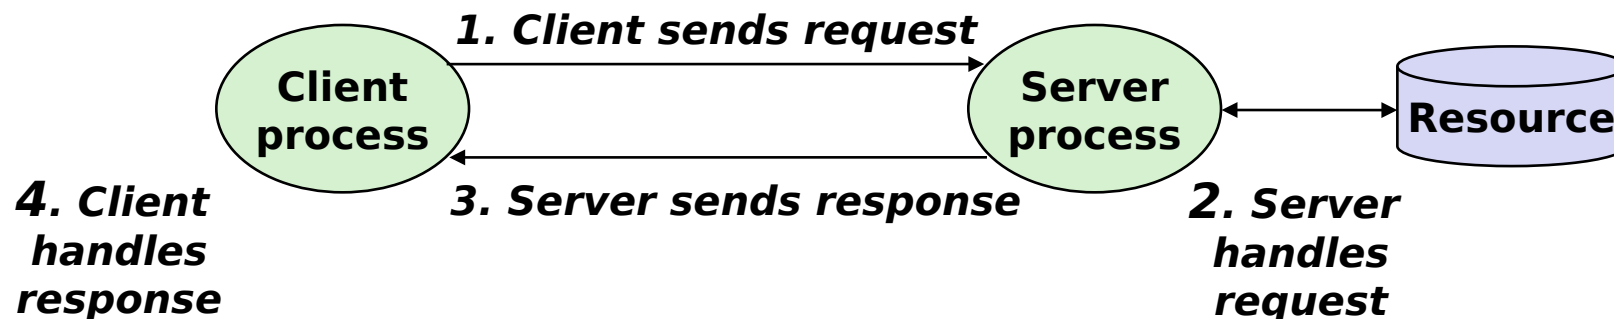 1. Client sends request
Client
process
Server
process
Resource
3. Server sends response
4. Client
handles
response
2. Server
handles
request